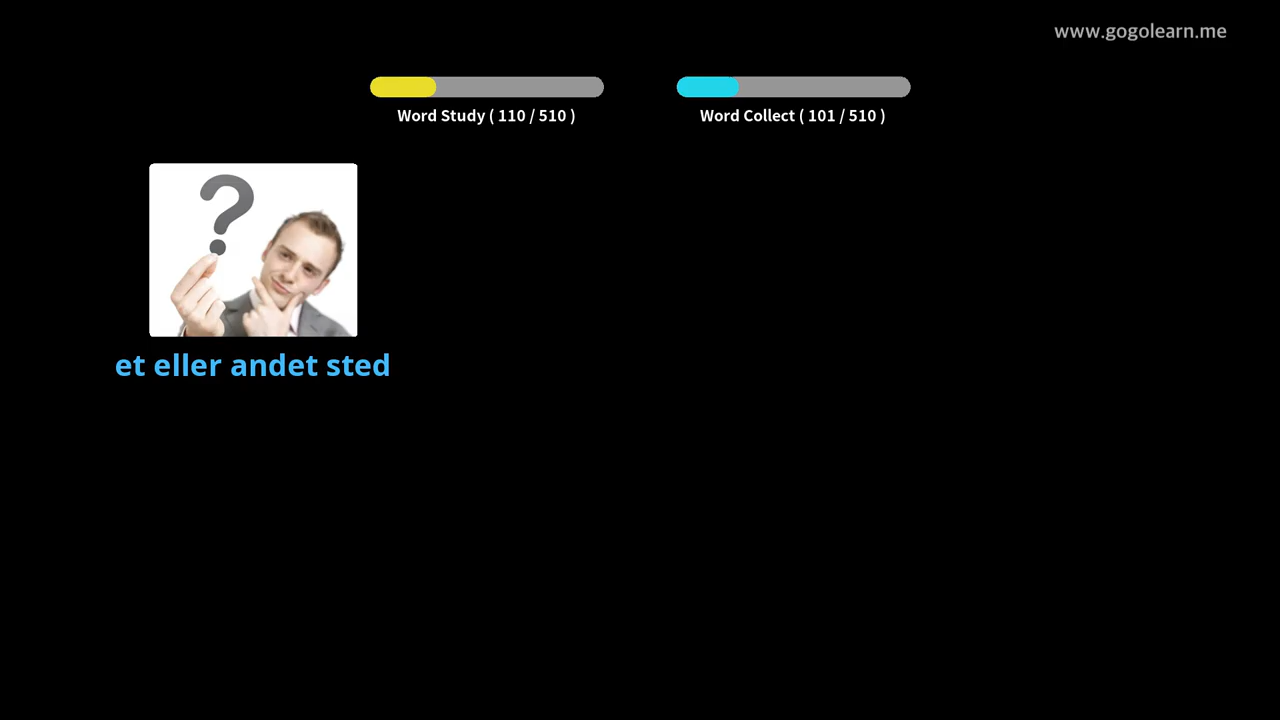 www.gogolearn.me
Word Study ( 110 / 510 )
Word Collect ( 101 / 510 )
?
et eller andet sted